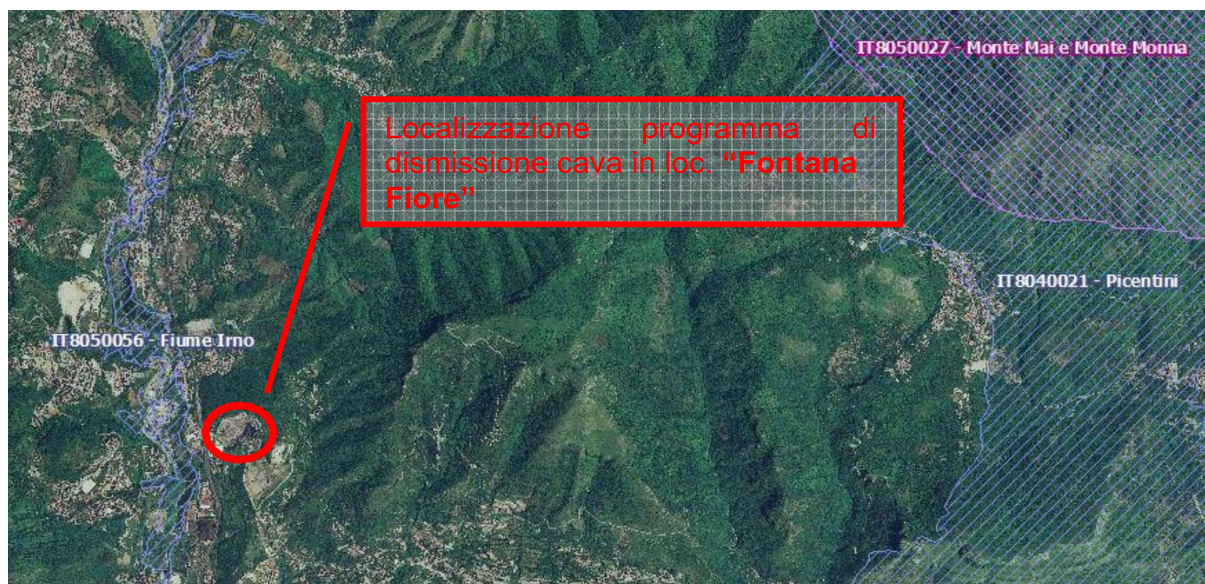 IT8050027 - Monte Mai e Monte Monna
Localizzazione programma di
dismissione cava in loc. “Fontana
Fiore”
IT8040021 - Picentini
IT8050056 - Fiume Irno